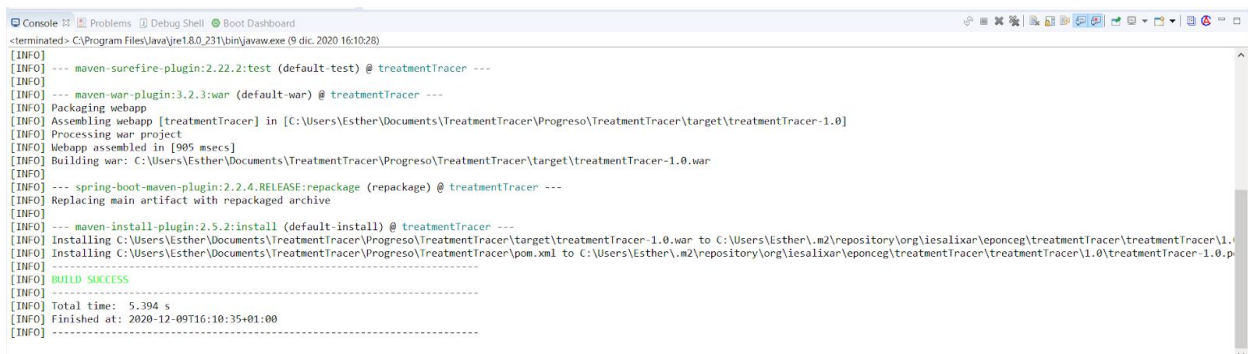 Console Problems Debug Shell Boot Dashboard
<terminated> C:\Program Files\Java\jre1.8.0_231\bin\javaw.exe (9 dic. 2020 16:10:28)
[INFO]
[INFO] --- maven-surefire-plugin:2.22.2:test (default-test) @ treatmentTracer ---
[INFO]
[INFO] --- maven-war-plugin:3.2.3:war (default-war) @ treatmentTracer ---
[INFO] Packaging webapp
[INFO] Assembling webapp [treatmentTracer] in [C:\Users\Esther\Documents\TreatmentTracer\Progreso\TreatmentTracer\target\treatmentTracer-1.0]
[INFO] Processing war project
[INFO] Webapp assembled in [905 msecs]
[INFO] Building war: C:\Users\Esther\Documents\TreatmentTracer\Progreso\TreatmentTracer\target\treatmentTracer-1.0.war
[INFO]
[INFO] --- spring-boot-maven-plugin:2.2.4.RELEASE:repackage (repackage) @ treatmentTracer ---
[INFO] Replacing main artifact with repackaged archive
[INFO]
[INFO] --- maven-install-plugin:2.5.2:install (default-install) @ treatmentTracer ---
[INFO] Installing C:\Users\Esther\Documents\TreatmentTracer\Progreso\TreatmentTracer\target\treatmentTracer-1.0.war to C:\Users\Esther\.m2\repository\org\iesalixar\eponceg\treatmentTracer\treatmentTracer\1.
[INFO] Installing C:\Users\Esther\Documents\TreatmentTracer\Progreso\TreatmentTracer\pom.xml to C:\Users\Esther\.m2\repository\org\iesalixar\eponceg\treatmentTracer\treatmentTracer\1.0\treatmentTracer-1.0.p
[INFO] ------------------------------------------------------------------------
[INFO] BUILD SUCCESS
[INFO] ------------------------------------------------------------------------
[INFO] Total time:  5.394 s
[INFO] Finished at: 2020-12-09T16:10:35+01:00
[INFO] ------------------------------------------------------------------------